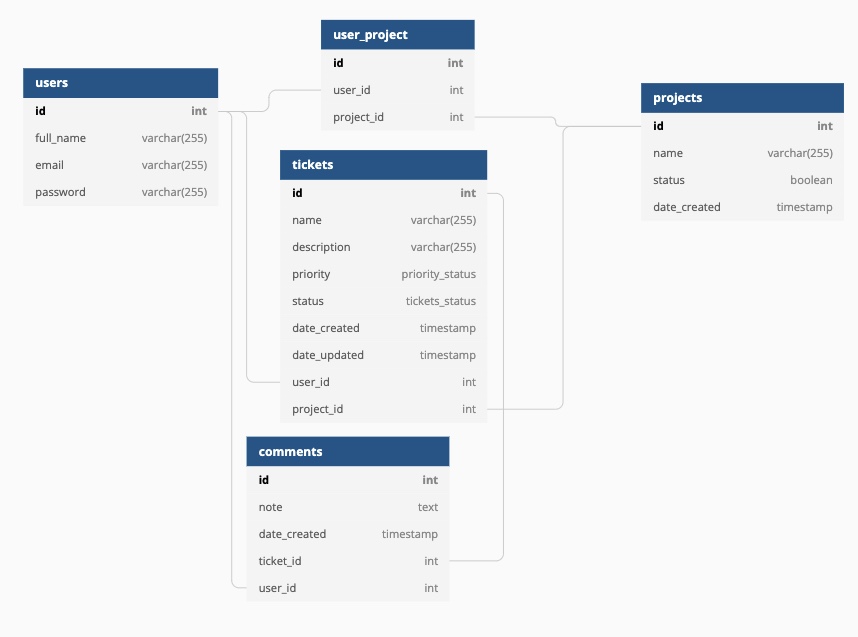 user_project
id int
user_id int
project_id int
users
id int
full_name varchar(255)
email varchar(255)
password varchar(255)
projects
id int
name varchar(255)
status boolean
date_created timestamp
tickets
id int
name varchar(255)
description varchar(255)
priority priority_status
status tickets_status
date_created timestamp
date_updated timestamp
user_id int
project_id int
comments
id int
note text
date_created timestamp
ticket_id int
user_id int